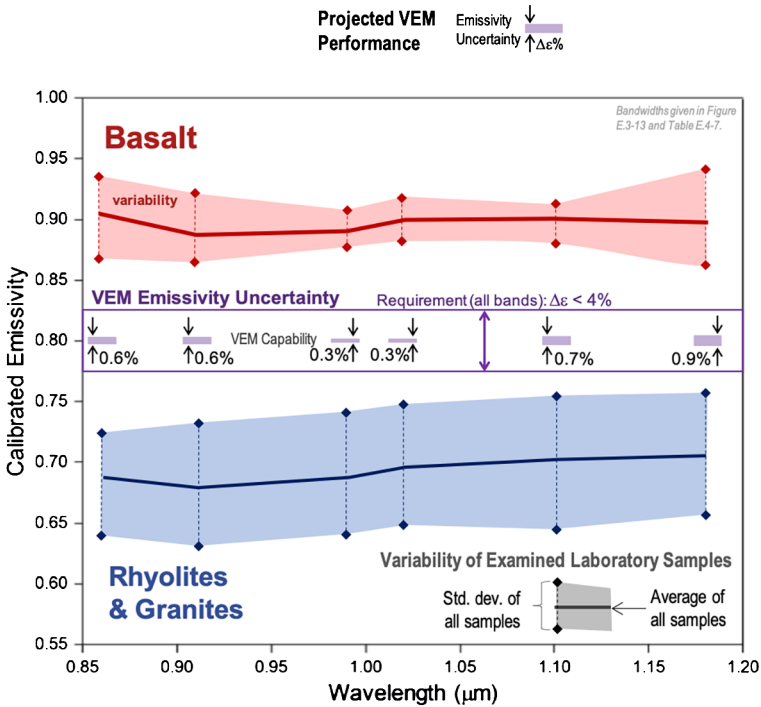 Projected VEM
Performance
Emissivity
Uncertainty
Δε%
Bandwidths given in Figure
E.3-13 and Table E.4-7.
1.00
0.95
0.90
0.85
0.80
0.75
0.70
0.65
0.60
0.55
Calibrated Emissivity
Basalt
variability
VEM Emissivity Uncertainty
Requirement (all bands): Δε < 4%
VEM Capability
0.6%
0.6%
0.3%
0.3%
0.7%
0.9%
Rhyolites
& Granites
Variability of Examined Laboratory Samples
Std. dev. of
all samples
Average of
all samples
0.85
0.90
0.95
1.00
1.05
1.10
1.15
1.20
Wavelength (μm)